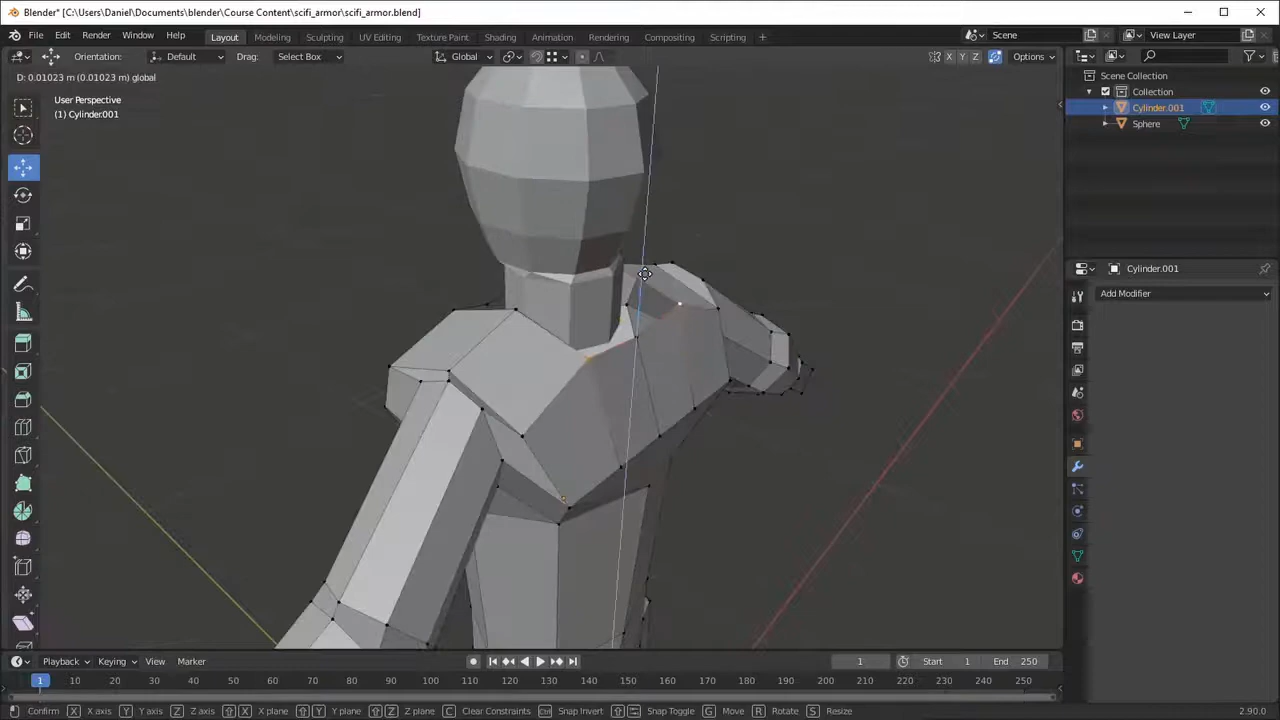 Blender* [C:\Users\Daniel\Documents\blender\Course Content\scifi_armor\scifi_armor.blend]
File Edit Render Window Help Layout Modeling Sculpting UV Editing Texture Paint Shading Animation Rendering Compositing Scripting + Scene View Layer
Orientation: Default Drag: Select Box Global X Y Z Options
D: 0.01023 m (0.01023 m) global
User Perspective
(1) Cylinder.001
Scene Collection
Collection
Cylinder.001
Sphere
Cylinder.001
Add Modifier
Playback Keying View Marker 1 Start 1 End 250
1 10 20 30 40 50 60 70 80 90 100 110 120 130 140 150 160 170 180 190 200 210 220 230 240 250
Confirm X X axis Y Y axis Z Z axis X X plane Y Y plane Z Z plane C Clear Constraints Ctrl Snap Invert Snap Toggle G Move R Rotate S Resize 2.90.0